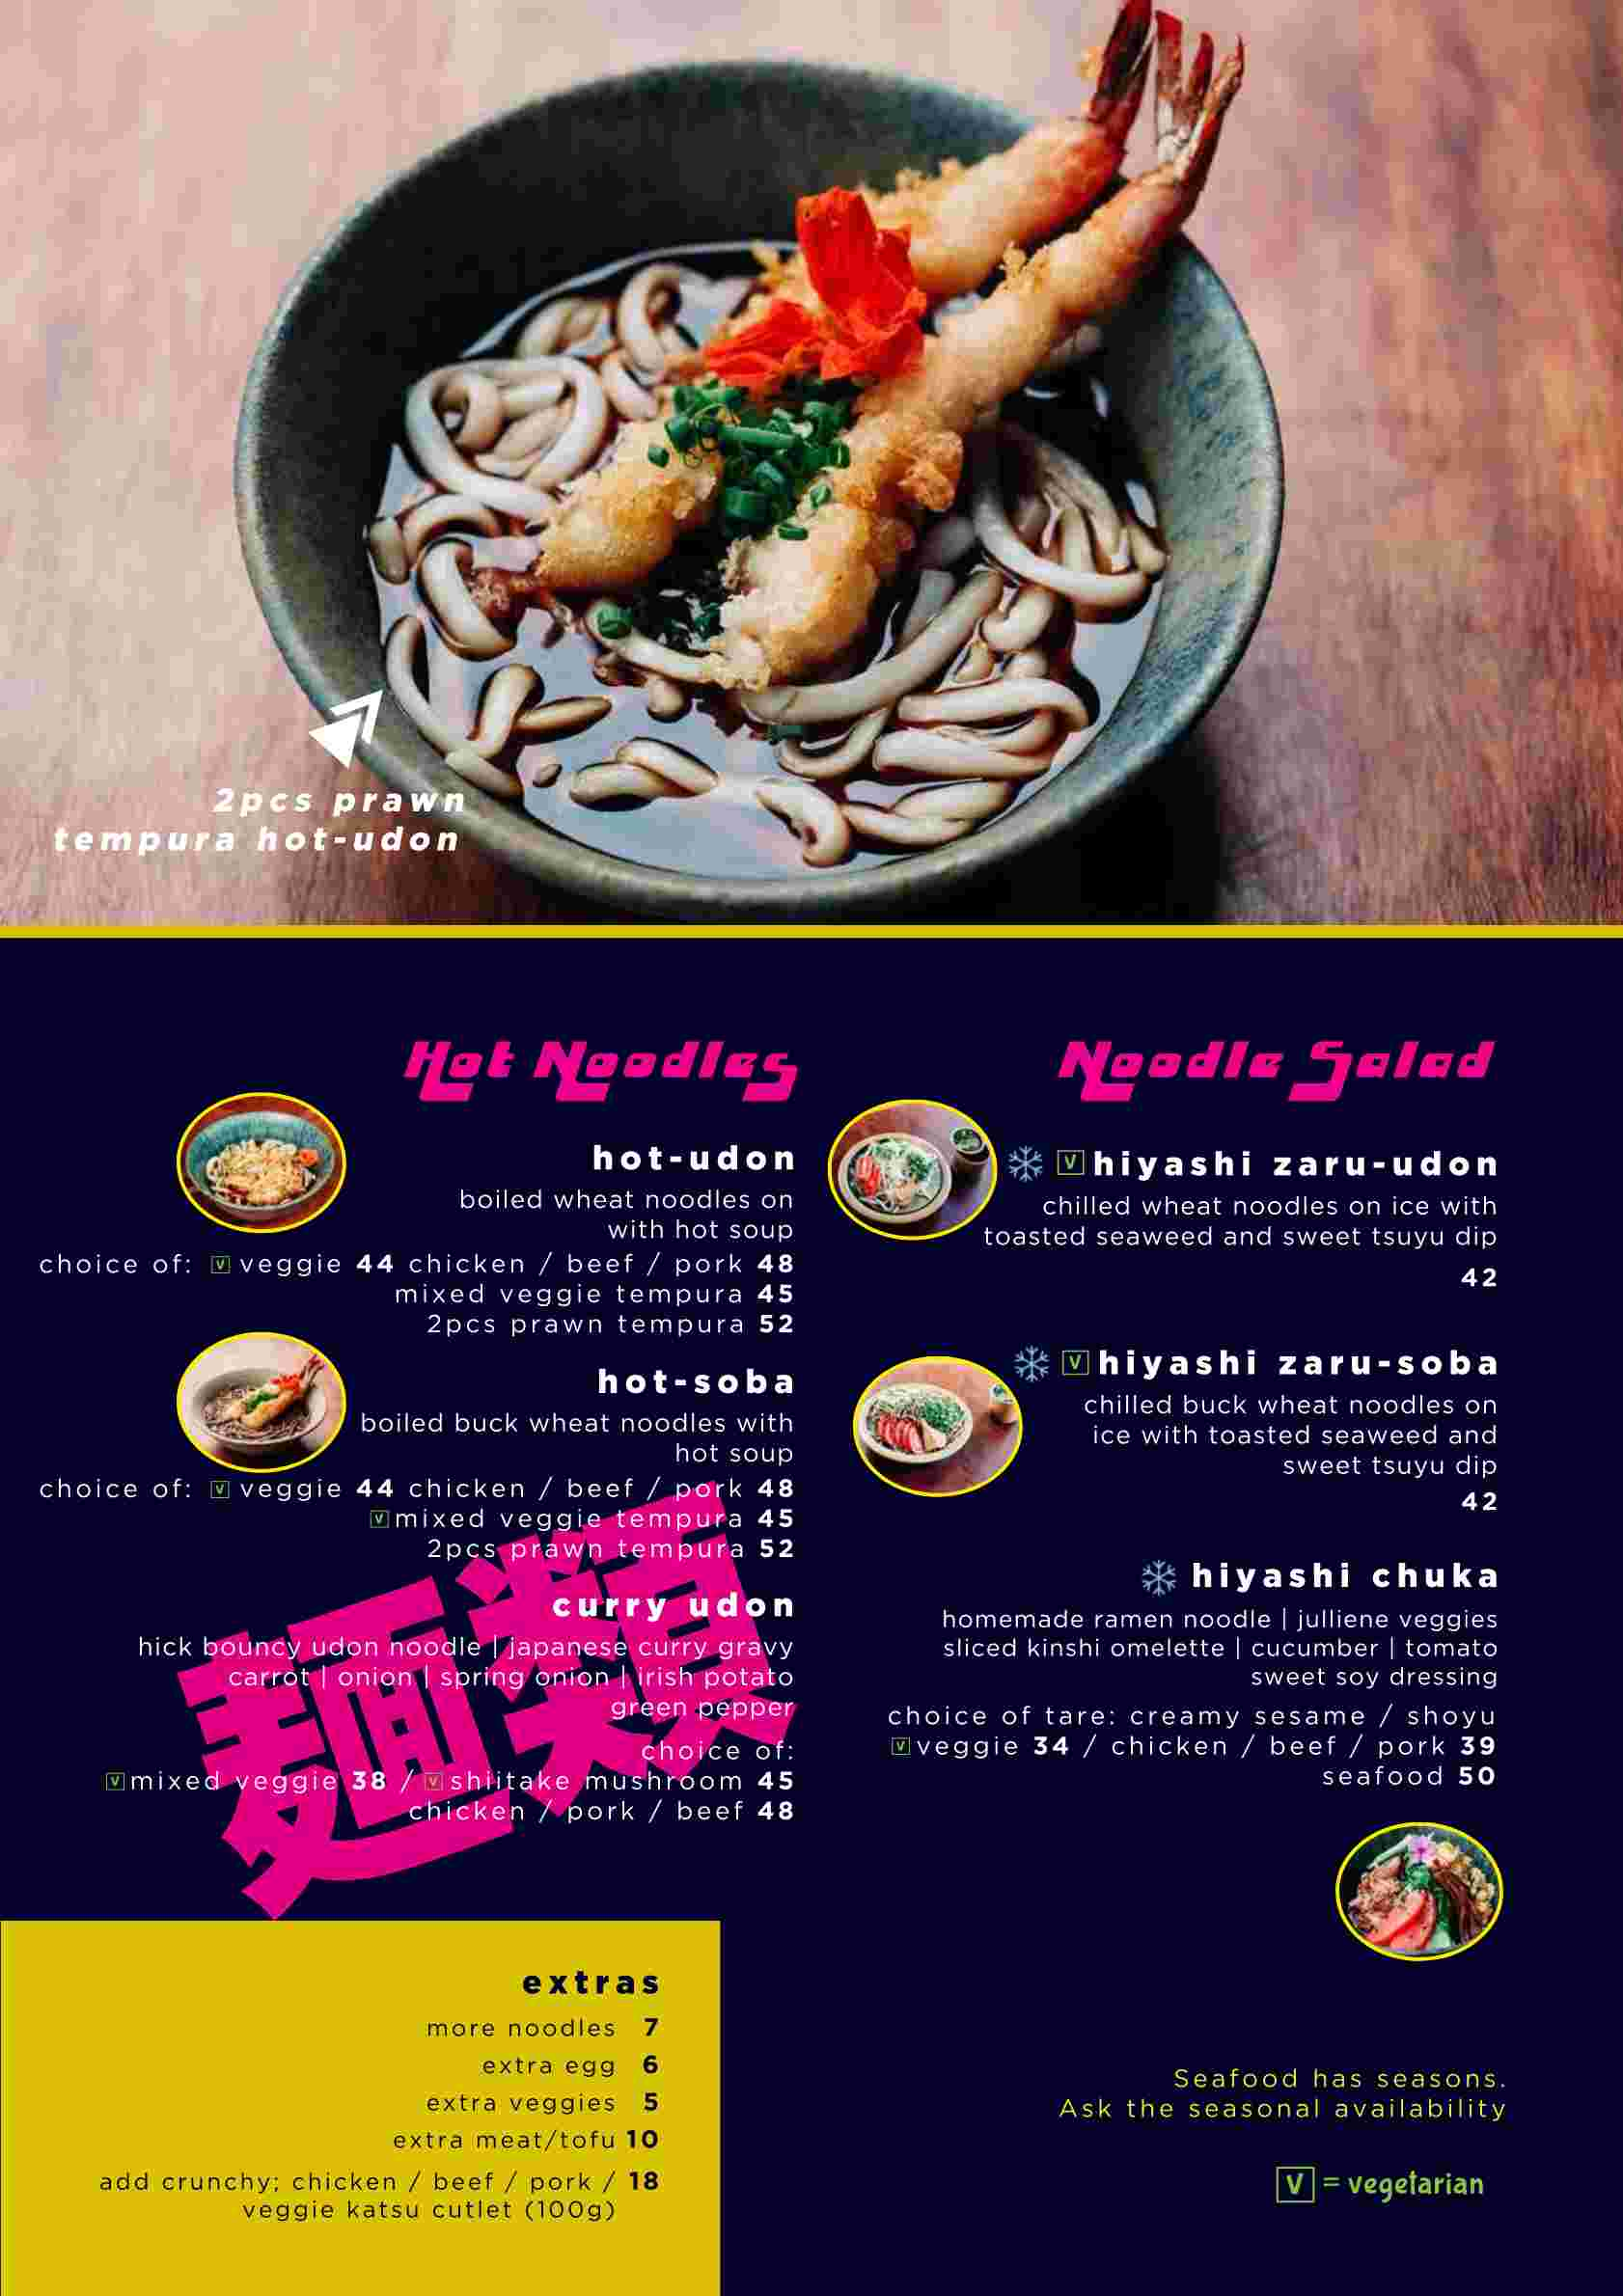 2pcs prawn
tempura hot-udon
Hot Noodles
hot-udon
boiled wheat noodles on
with hot soup
choice of: V veggie 44 chicken / beef / pork 48
mixed veggie tempura 45
2pcs prawn tempura 52
hot-soba
boiled buck wheat noodles with
hot soup
choice of: V veggie 44 chicken / beef / pork 48
V mixed veggie tempura 45
2pcs prawn tempura 52
curry udon
hick bouncy udon noodle | japanese curry gravy
carrot | onion | spring onion | irish potato
green pepper
choice of:
V mixed veggie 38 / V shiitake mushroom 45
chicken / pork / beef 48
麺類
extras
more noodles 7
extra egg 6
extra veggies 5
extra meat/tofu 10
add crunchy; chicken / beef / pork / 18
veggie katsu cutlet (100g)
Noodle Salad
V hiyashi zaru-udon
chilled wheat noodles on ice with
toasted seaweed and sweet tsuyu dip
42
V hiyashi zaru-soba
chilled buck wheat noodles on
ice with toasted seaweed and
sweet tsuyu dip
42
hiyashi chuka
homemade ramen noodle | julliene veggies
sliced kinshi omelette | cucumber | tomato
sweet soy dressing
choice of tare: creamy sesame / shoyu
V veggie 34 / chicken / beef / pork 39
seafood 50
Seafood has seasons.
Ask the seasonal availability
V = vegetarian